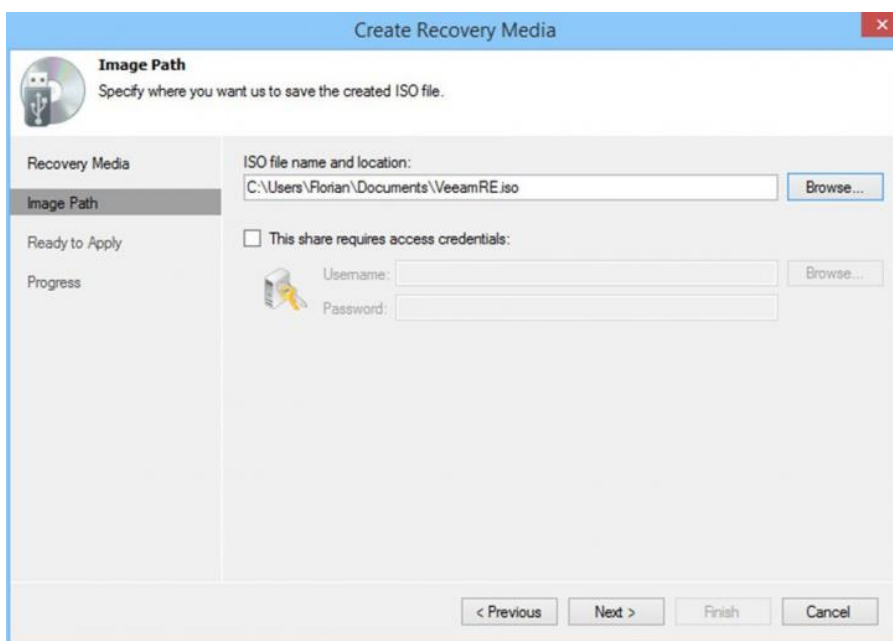 Create Recovery Media
Image Path
Specify where you want us to save the created ISO file.
Recovery Media
Image Path
Ready to Apply
Progress
ISO file name and location:
C:\Users\Florian\Documents\VeeamRE.iso
Browse...
This share requires access credentials:
Username:
Browse...
Password:
< Previous
Next >
Finish
Cancel